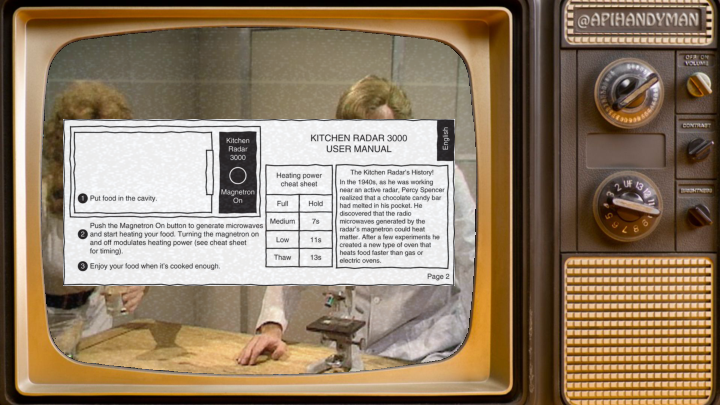 @APIHANDYMAN
VOLUME
CONTRAST
BRIGHTNESS
Kitchen
Radar
3000
Magnetron
On
1 Put food in the cavity.
Push the Magnetron On button to generate microwaves
2 and start heating your food. Turning the magnetron on
and off modulates heating power (see cheat sheet
for timing).
3 Enjoy your food when it's cooked enough.
KITCHEN RADAR 3000
USER MANUAL
English
Heating power
cheat sheet
Full Hold
Medium 7s
Low 11s
Thaw 13s
The Kitchen Radar's History!
In the 1940s, as he was working
near an active radar, Percy Spencer
realized that a chocolate candy bar
had melted in his pocket. He
discovered that the radio
microwaves generated by the
radar's magnetron could heat
matter. After a few experiments he
created a new type of oven that
heats food faster than gas or
electric ovens.
Page 2